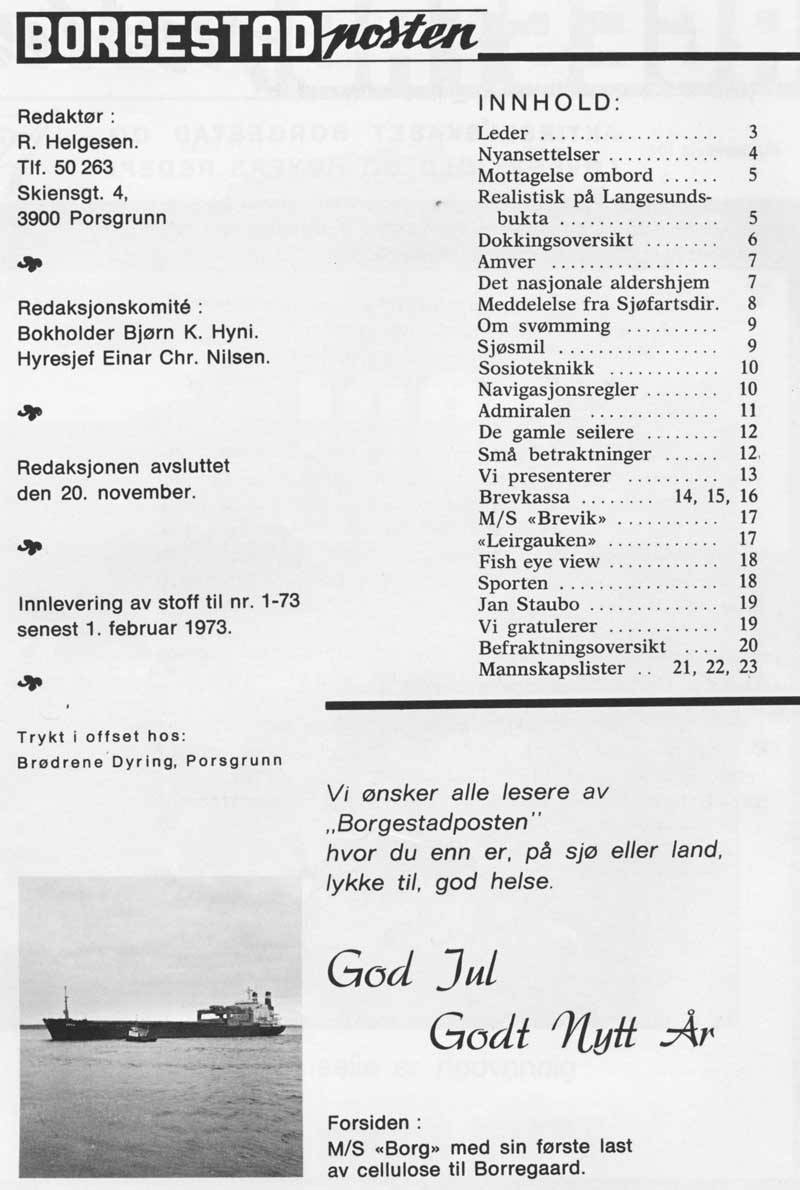 BORGESTAD posten
Redaktør :
R. Helgesen.
Tlf. 50 263
Skiensgt. 4,
3900 Porsgrunn
Redaksjonskomité :
Bokholder Bjørn K. Hyni.
Hyresjef Einar Chr. Nilsen.
Redaksjonen avsluttet
den 20. november.
Innlevering av stoff til nr. 1-73
senest 1. februar 1973.
Trykt i offset hos:
Brødrene Dyring, Porsgrunn
INNHOLD:
Leder . . . . . . . . . . . . . . . . . . 3
Nyansettelser . . . . . . . . . . . 4
Mottagelse ombord . . . . . . 5
Realistisk på Langesunds-
bukta . . . . . . . . . . . . . . . . 5
Dokkingsoversikt . . . . . . . . 6
Amver . . . . . . . . . . . . . . . . . 7
Det nasjonale aldershjem 7
Meddelelse fra Sjøfartsdir. 8
Om svømming . . . . . . . . . . 9
Sjøsmil . . . . . . . . . . . . . . . . 9
Sosioteknikk . . . . . . . . . . . . 10
Navigasjonsregler . . . . . . . . 10
Admiralen . . . . . . . . . . . . . 11
De gamle seilere . . . . . . . . 12
Små betraktninger . . . . . . 12
Vi presenterer . . . . . . . . . . 13
Brevkassa . . . . . . . . 14, 15, 16
M/S «Brevik» . . . . . . . . . . . 17
«Leirgauken» . . . . . . . . . . . . 17
Fish eye view . . . . . . . . . . . . 18
Sporten . . . . . . . . . . . . . . . . 18
Jan Staubo . . . . . . . . . . . . . 19
Vi gratulerer . . . . . . . . . . . . 19
Befraktningsoversikt . . . . 20
Mannskapslister . . 21, 22, 23
Vi ønsker alle lesere av
,,Borgestadposten''
hvor du enn er, på sjø eller land,
lykke til, god helse.
God Jul
Godt Nytt År
Forsiden :
M/S «Borg» med sin første last
av cellulose til Borregaard.